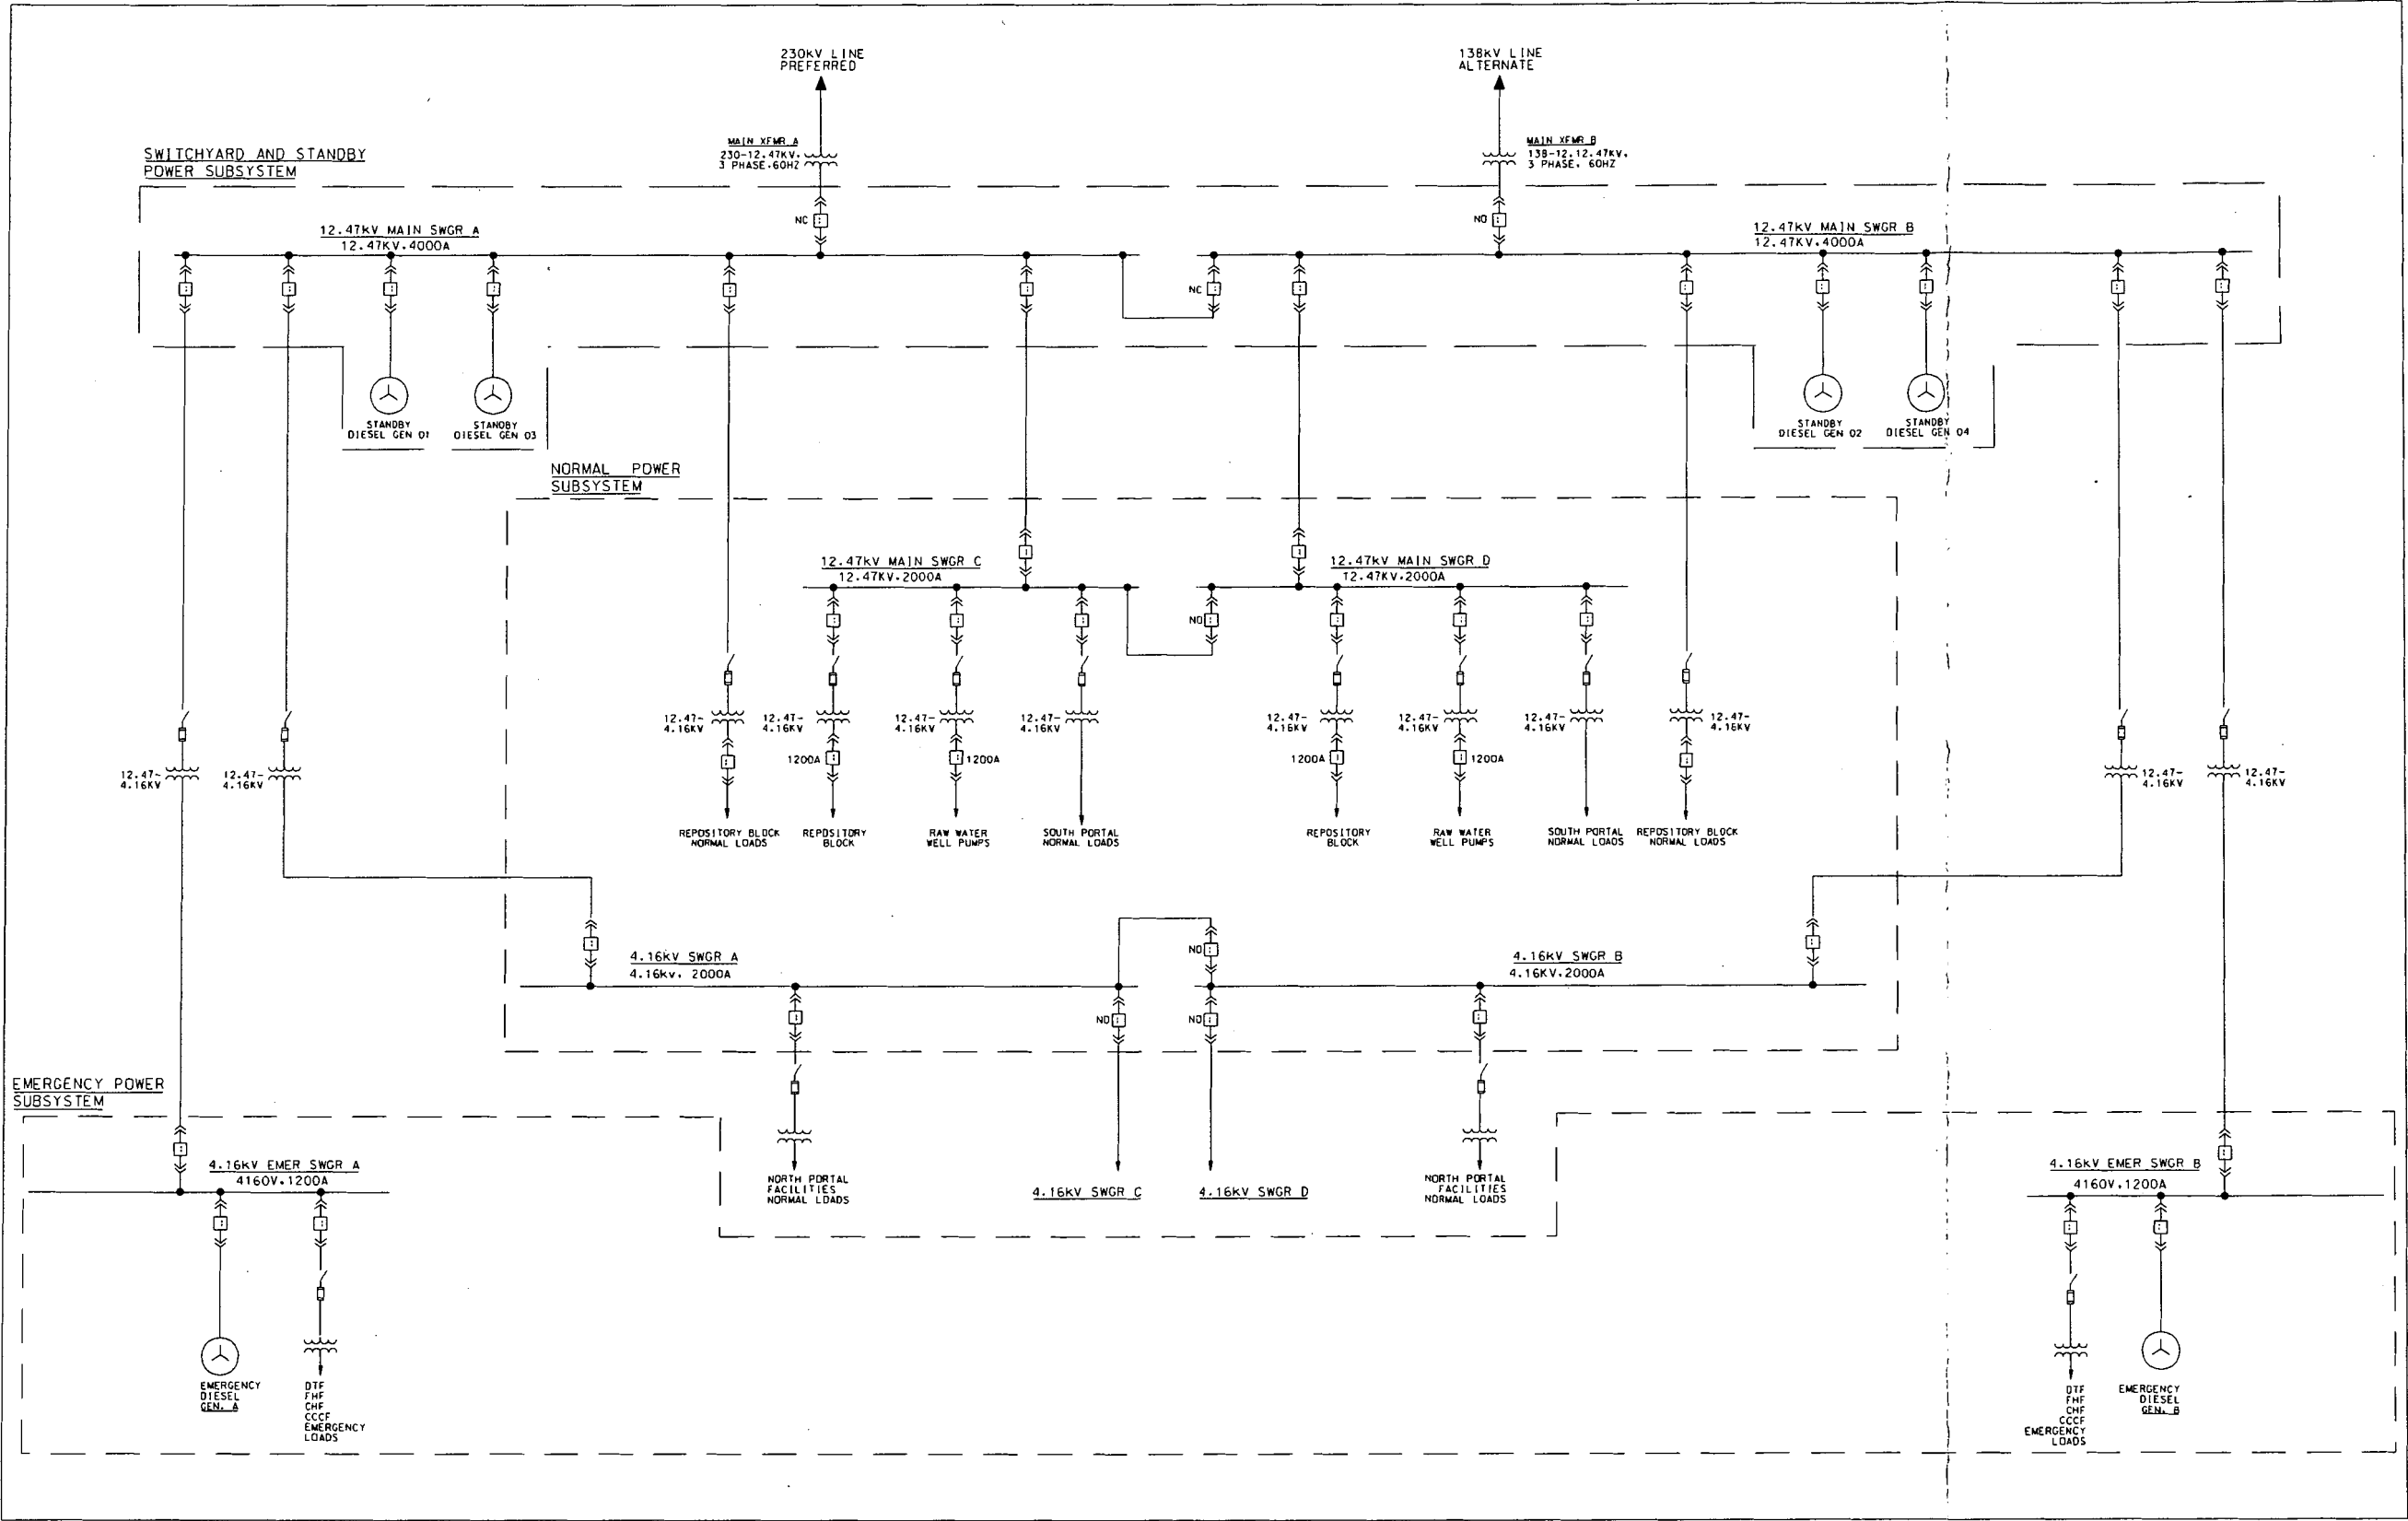 230KV LINE
PREFERRED
138KV LINE
ALTERNATE
MAIN XFMR A
230-12.47KV.
3 PHASE.60HZ
MAIN XFMR B
138-12.12.47KV.
3 PHASE. 60HZ
SWITCHYARD AND STANDBY
POWER SUBSYSTEM
NC
NO
12.47KV MAIN SWGR A
12.47KV.4000A
12.47KV MAIN SWGR B
12.47KV.4000A
NC
STANDBY
DIESEL GEN 01
STANDBY
DIESEL GEN 03
STANDBY
DIESEL GEN 02
STANDBY
DIESEL GEN 04
NORMAL POWER
SUBSYSTEM
12.47KV MAIN SWGR C
12.47KV.2000A
12.47KV MAIN SWGR D
12.47KV.2000A
NO
12.47-
4.16KV
12.47-
4.16KV
12.47-
4.16KV
12.47-
4.16KV
12.47-
4.16KV
12.47-
4.16KV
12.47-
4.16KV
12.47-
4.16KV
1200A
1200A
1200A
1200A
12.47-
4.16KV
12.47-
4.16KV
12.47-
4.16KV
12.47-
4.16KV
REPOSITORY BLOCK
NORMAL LOADS
REPOSITORY
BLOCK
RAW WATER
WELL PUMPS
SOUTH PORTAL
NORMAL LOADS
REPOSITORY
BLOCK
RAW WATER
WELL PUMPS
SOUTH PORTAL
NORMAL LOADS
REPOSITORY BLOCK
NORMAL LOADS
NO
4.16KV SWGR A
4.16KV. 2000A
4.16KV SWGR B
4.16KV.2000A
NO
NO
EMERGENCY POWER
SUBSYSTEM
4.16KV EMER SWGR A
4160V.1200A
NORTH PORTAL
FACILITIES
NORMAL LOADS
4.16KV SWGR C
4.16KV SWGR D
NORTH PORTAL
FACILITIES
NORMAL LOADS
4.16KV EMER SWGR B
4160V.1200A
EMERGENCY
DIESEL
GEN. A
DTF
FHF
CHF
CCCF
EMERGENCY
LOADS
DTF
FHF
CHF
CCCF
EMERGENCY
LOADS
EMERGENCY
DIESEL
GEN. B